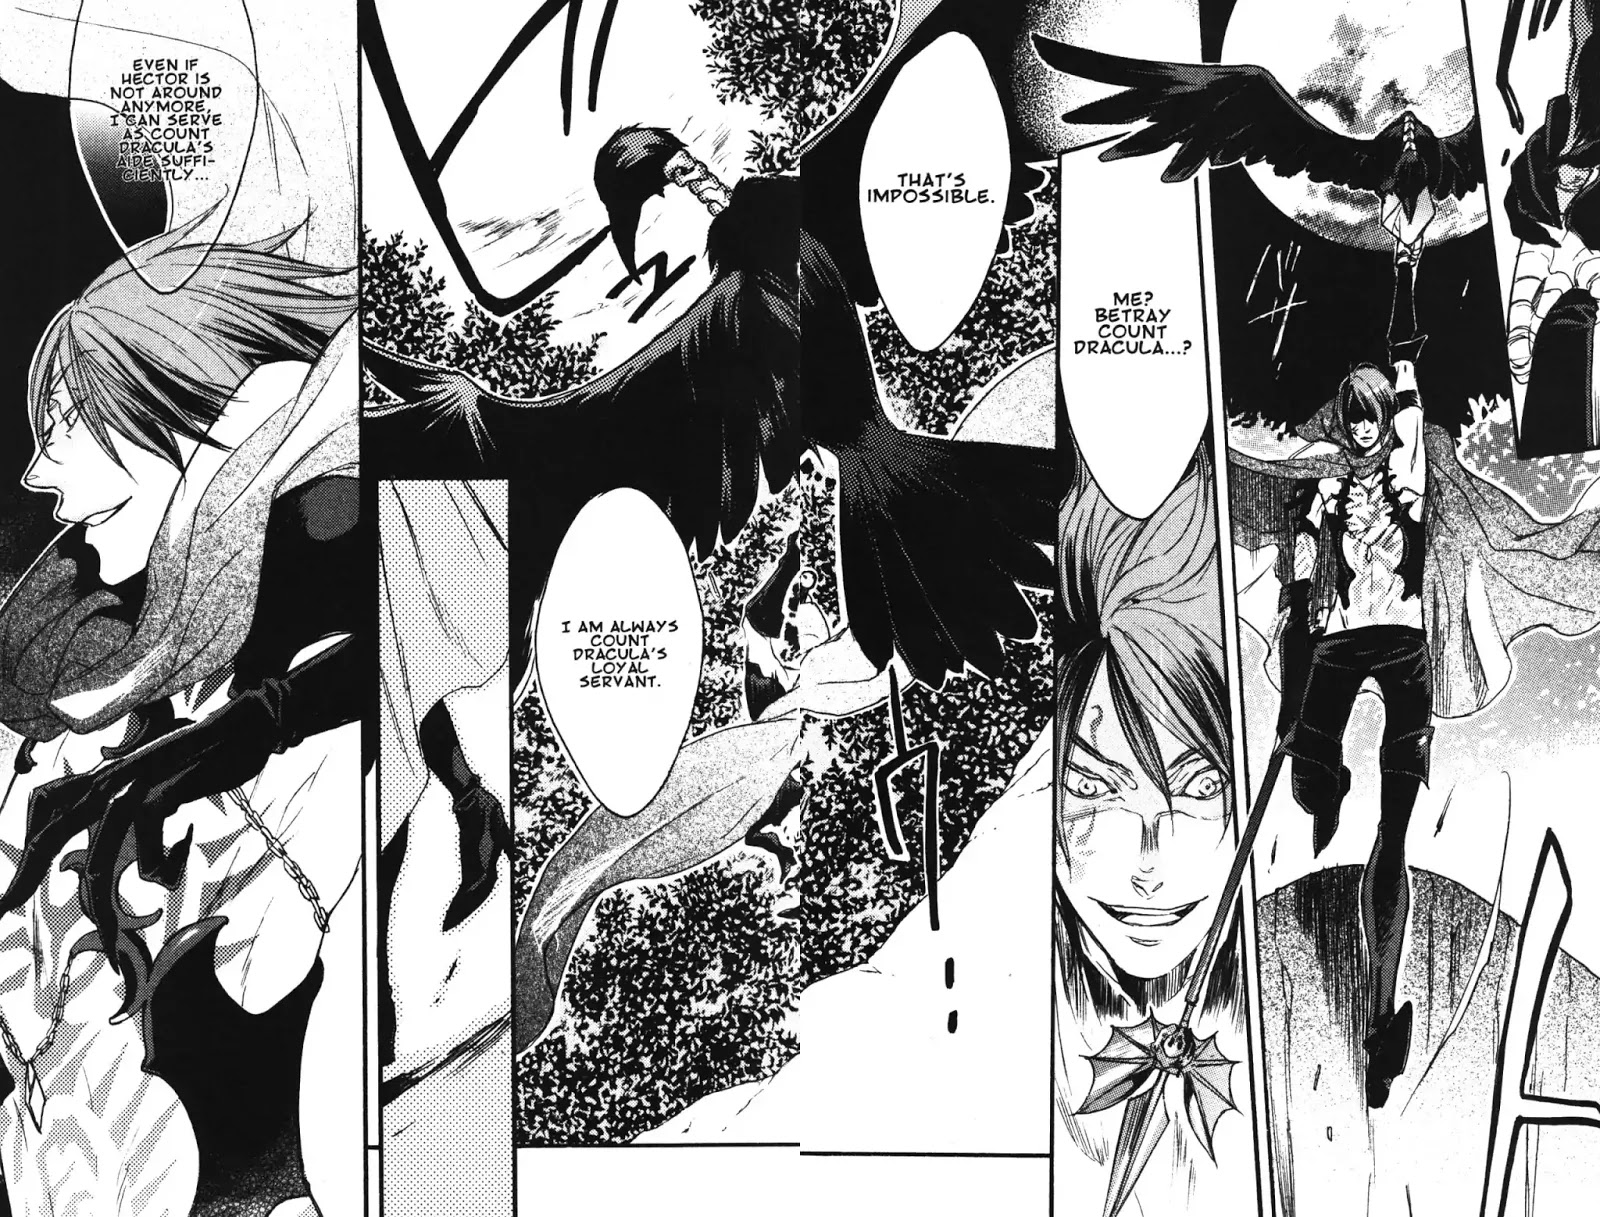 ME?
BETRAY
COUNT
DRACULA...?
THAT'S
IMPOSSIBLE.
I AM ALWAYS
COUNT
DRACULA'S
LOYAL
SERVANT.
EVEN IF
HECTOR IS
NOT AROUND
ANYMORE,
I CAN SERVE
AS COUNT
DRACULA'S
AIDE SUFFI-
CIENTLY...